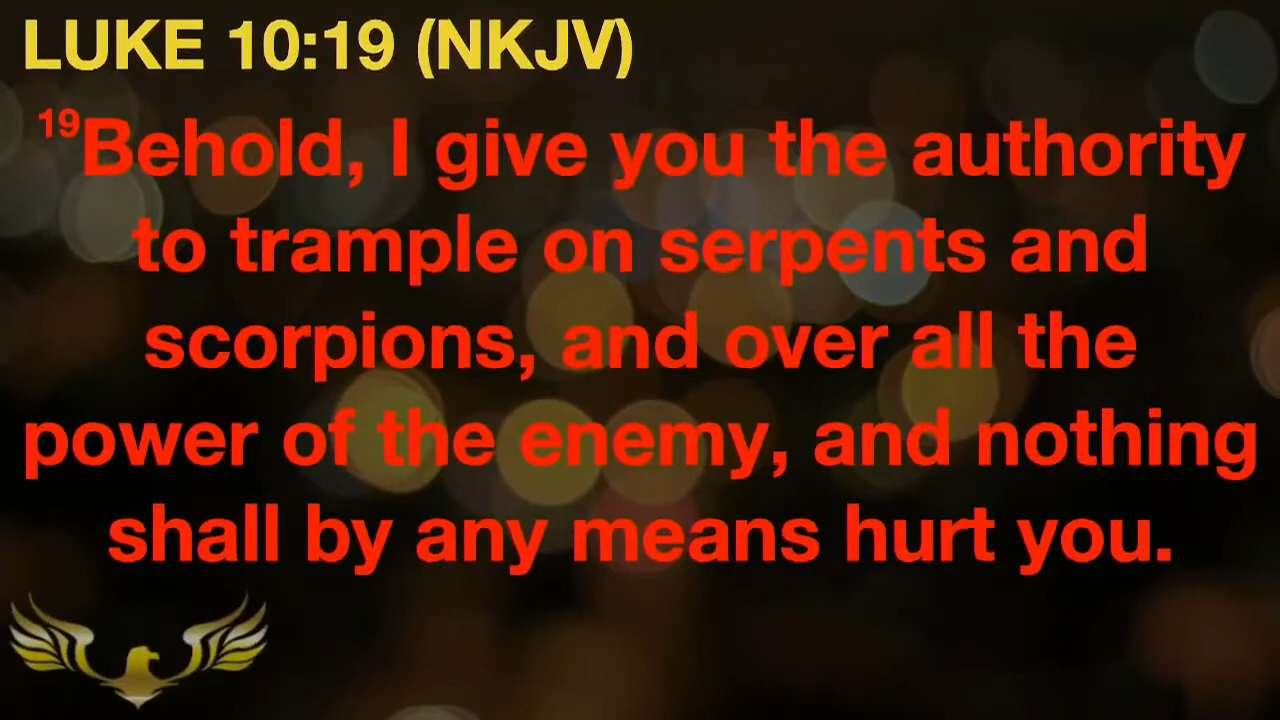 LUKE 10:19 (NKJV)
19Behold, I give you the authority
to trample on serpents and
scorpions, and over all the
power of the enemy, and nothing
shall by any means hurt you.